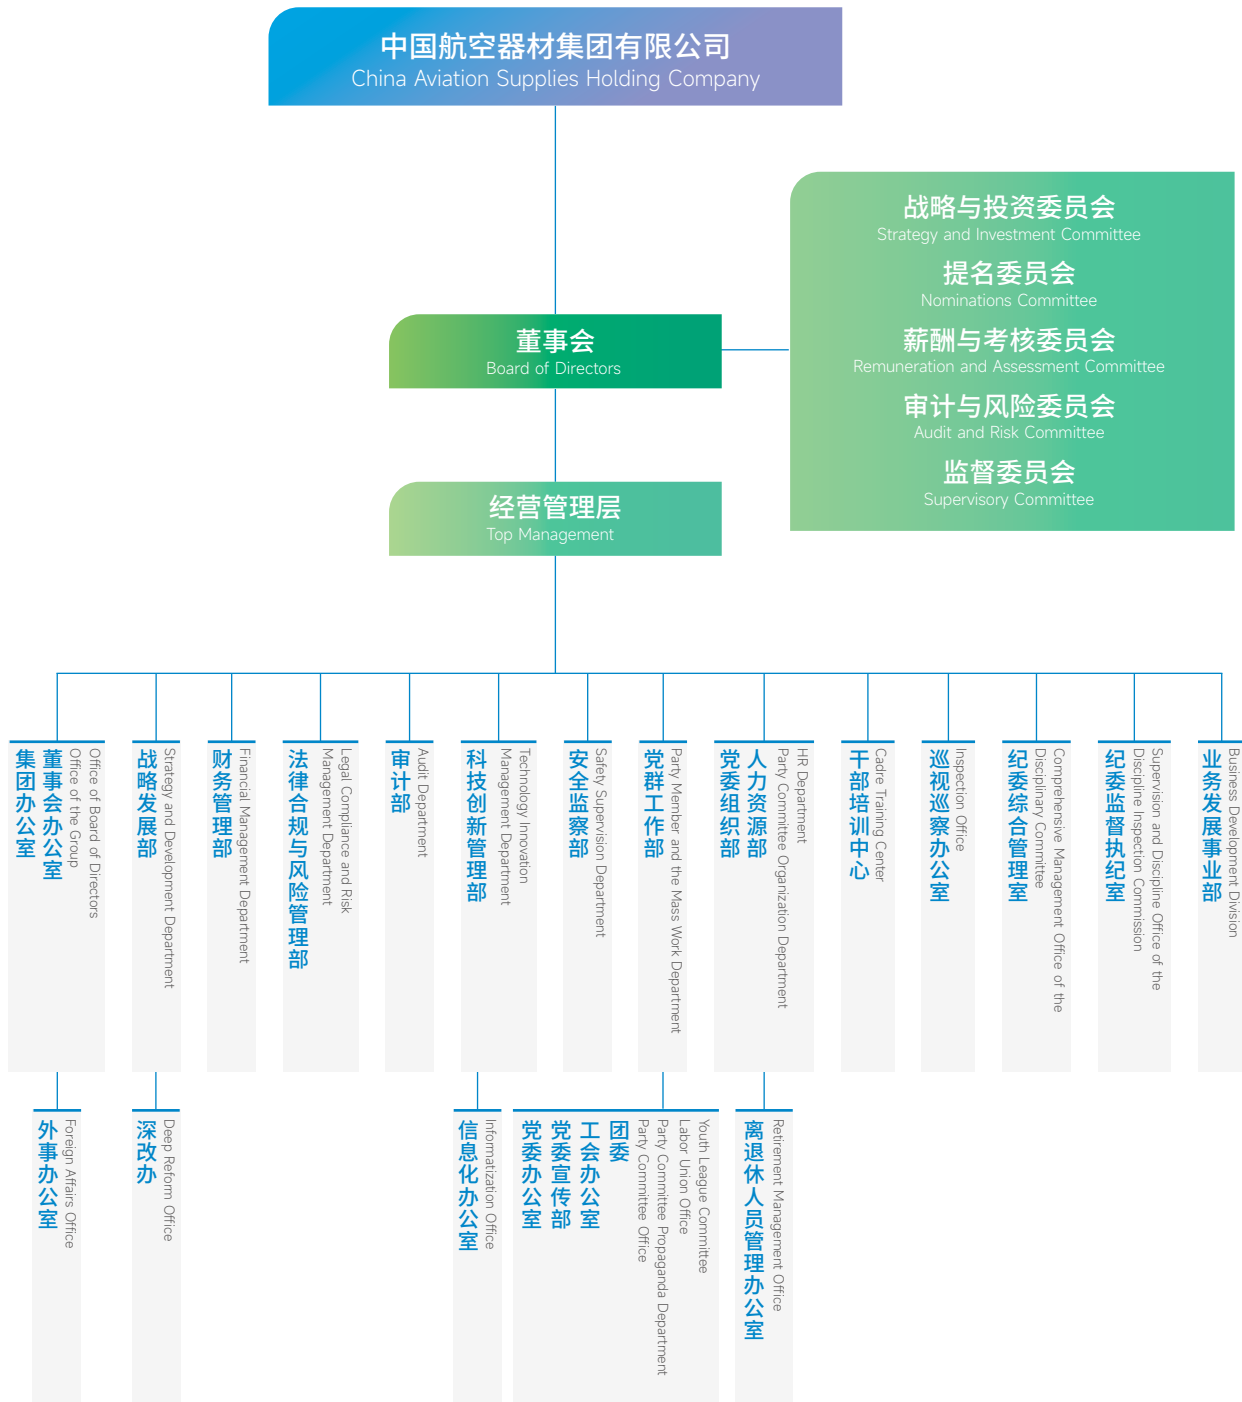 中国航空器材集团有限公司
China Aviation Supplies Holding Company
战略与投资委员会
Strategy and Investment Committee
提名委员会
Nominations Committee
薪酬与考核委员会
Remuneration and Assessment Committee
审计与风险委员会
Audit and Risk Committee
监督委员会
Supervisory Committee
董事会
Board of Directors
经营管理层
Top Management
集团办公室
董事会办公室
Office of Board of Directors
Office of the Group
战略发展部
Strategy and Development Department
财务管理部
Financial Management Department
法律合规与风险管理部
Legal Compliance and Risk
Management Department
审计部
Audit Department
科技创新管理部
Technology Innovation
Management Department
安全监察部
Safety Supervision Department
党群工作部
Party Member and the Mass Work Department
党委组织部
人力资源部
HR Department
Party Committee Organization Department
干部培训中心
Cadre Training Center
巡视巡察办公室
Inspection Office
纪委综合管理室
Comprehensive Management Office of the
Disciplinary Committee
纪委监督执纪室
Supervision and Discipline Office of the
Discipline Inspection Commission
业务发展事业部
Business Development Division
外事办公室
Foreign Affairs Office
深改办
Deep Reform Office
信息化办公室
Informatization Office
党委办公室
党委宣传部
工会办公室
团委
Youth League Committee
Labor Union Office
Party Committee Propaganda Department
Party Committee Office
离退休人员管理办公室
Retirement Management Office